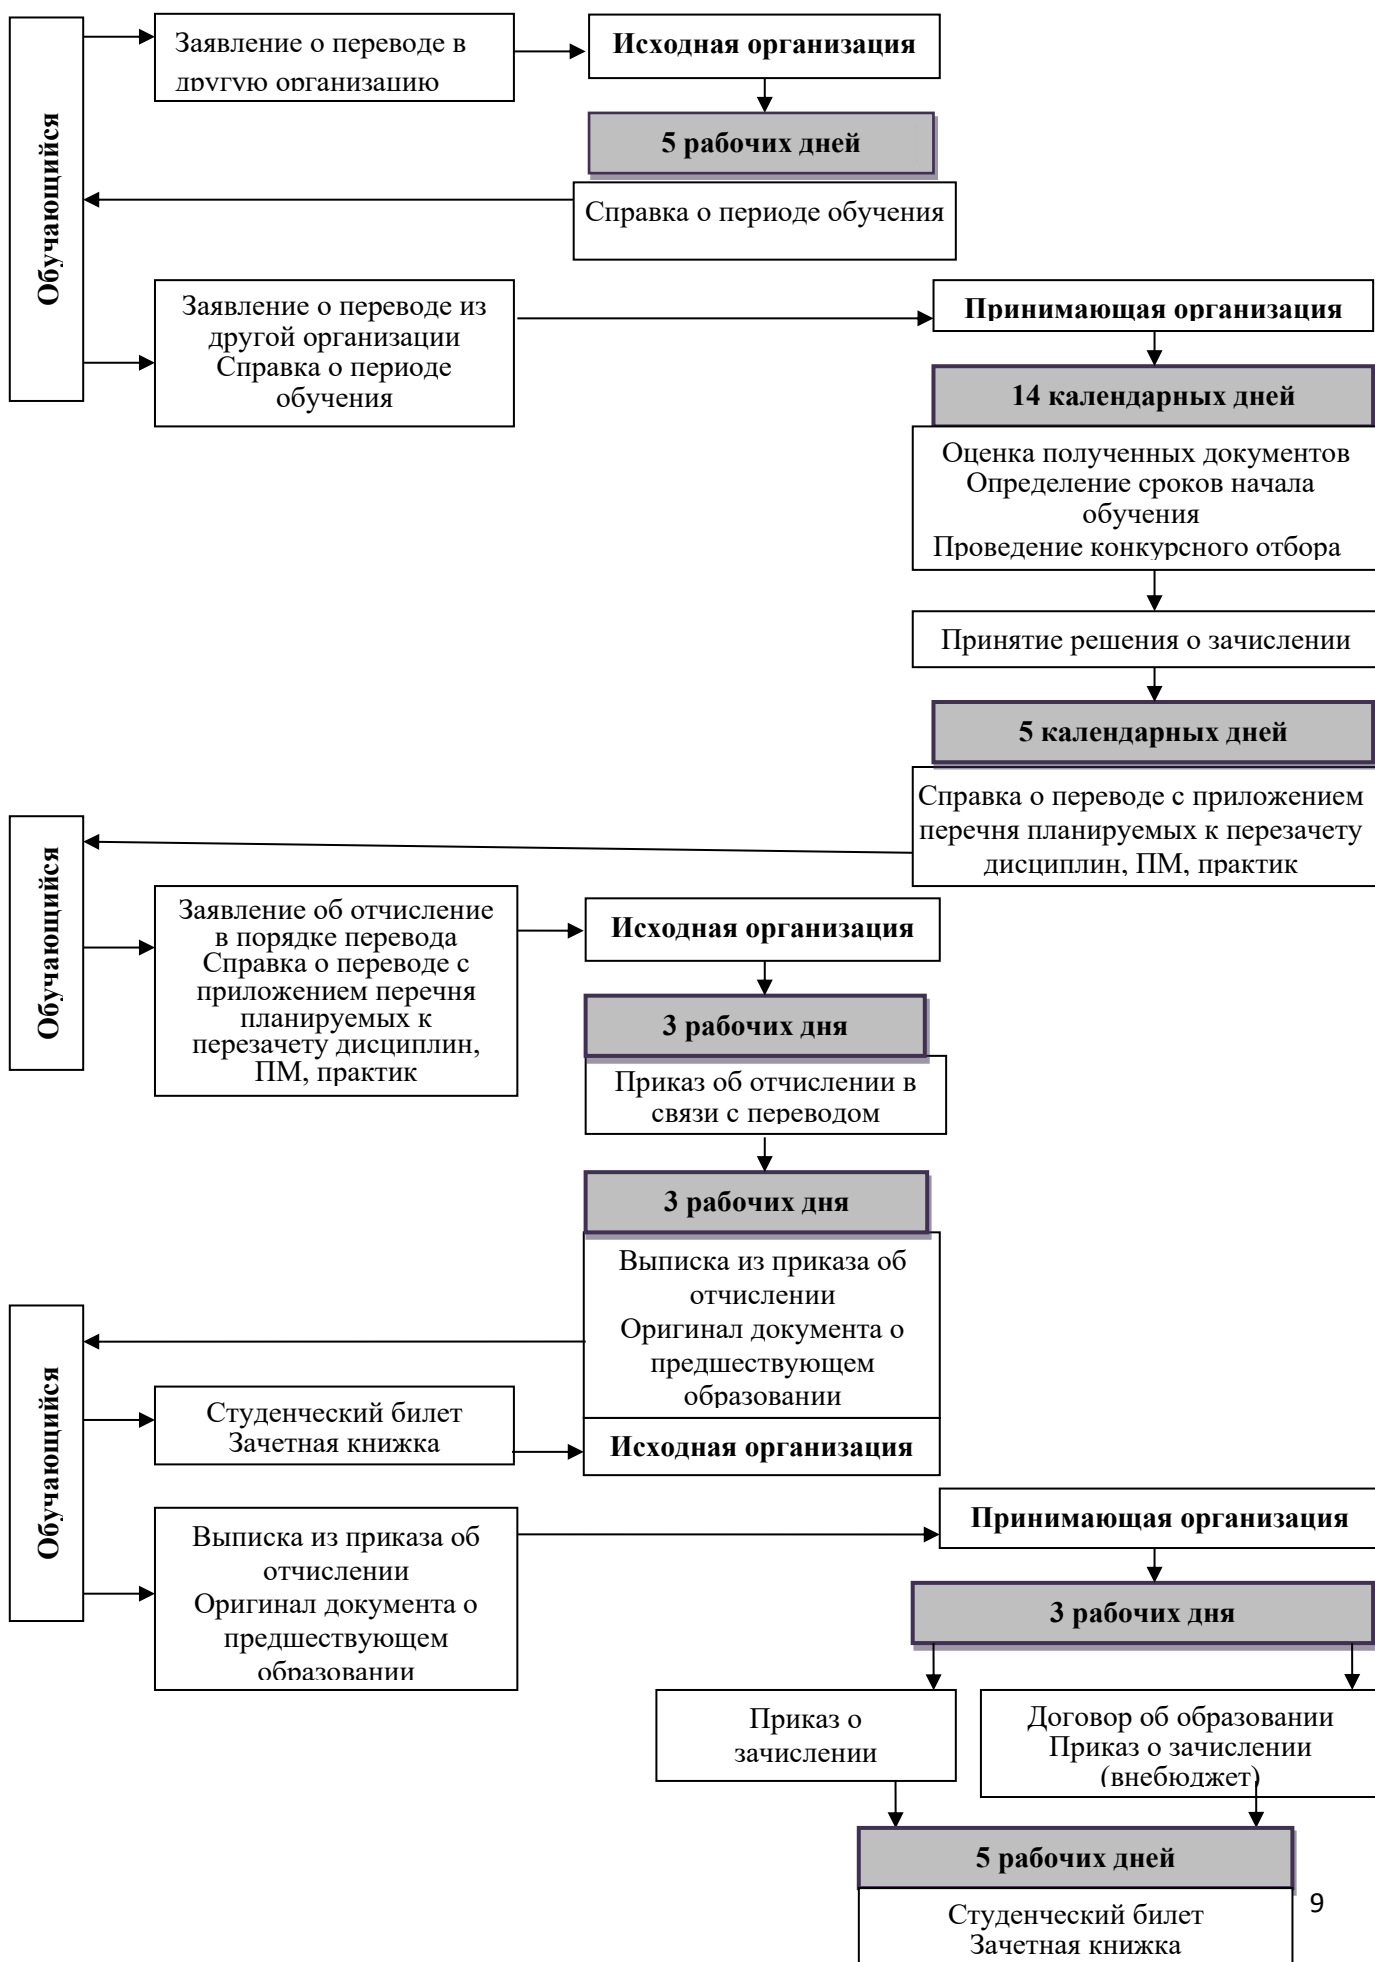 Обучающийся
Заявление о переводе в
другую организацию
Исходная организация
5 рабочих дней
Справка о периоде обучения
Заявление о переводе из
другой организации
Справка о периоде
обучения
Принимающая организация
14 календарных дней
Оценка полученных документов
Определение сроков начала
обучения
Проведение конкурсного отбора
Принятие решения о зачислении
5 календарных дней
Справка о переводе с приложением
перечня планируемых к перезачету
дисциплин, ПМ, практик
Обучающийся
Заявление об отчисление
в порядке перевода
Справка о переводе с
приложением перечня
планируемых к
перезачету дисциплин,
ПМ, практик
Исходная организация
3 рабочих дня
Приказ об отчислении в
связи с переводом
3 рабочих дня
Выписка из приказа об
отчислении
Оригинал документа о
предшествующем
образовании
Обучающийся
Студенческий билет
Зачетная книжка
Исходная организация
Выписка из приказа об
отчислении
Оригинал документа о
предшествующем
образовании
Принимающая организация
3 рабочих дня
Приказ о
зачислении
Договор об образовании
Приказ о зачислении
(внебюджет)
5 рабочих дней
Студенческий билет
Зачетная книжка
9